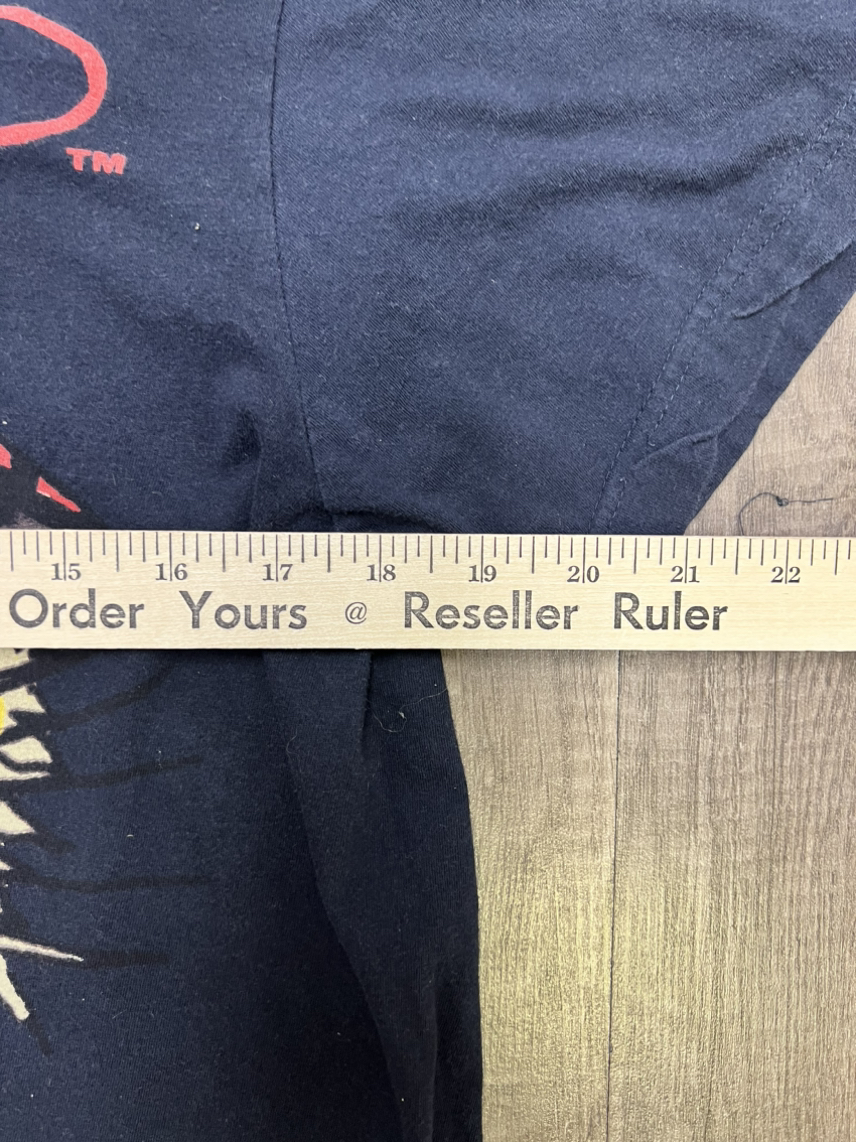 TM
15 16 17 18 19 20 21 22
Order Yours @ Reseller Ruler